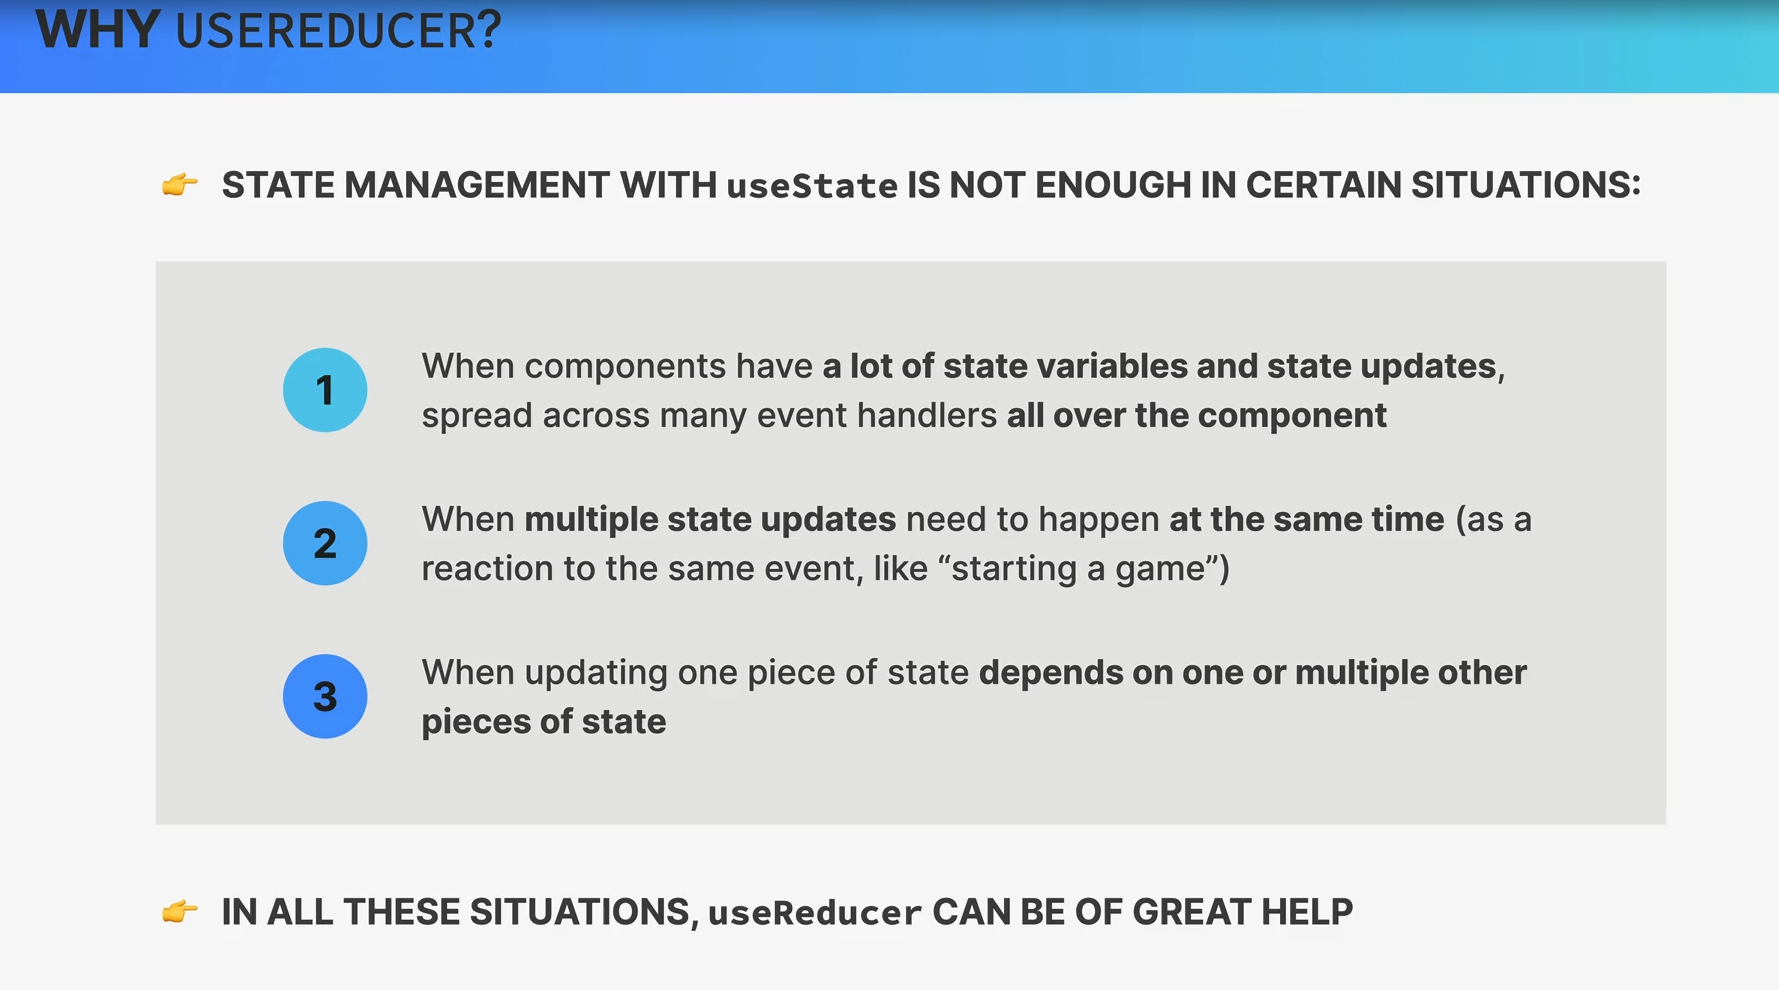 WHY USEREDUCER?
👉 STATE MANAGEMENT WITH useState IS NOT ENOUGH IN CERTAIN SITUATIONS:
1
When components have a lot of state variables and state updates,
spread across many event handlers all over the component
2
When multiple state updates need to happen at the same time (as a
reaction to the same event, like “starting a game”)
3
When updating one piece of state depends on one or multiple other
pieces of state
👉 IN ALL THESE SITUATIONS, useReducer CAN BE OF GREAT HELP